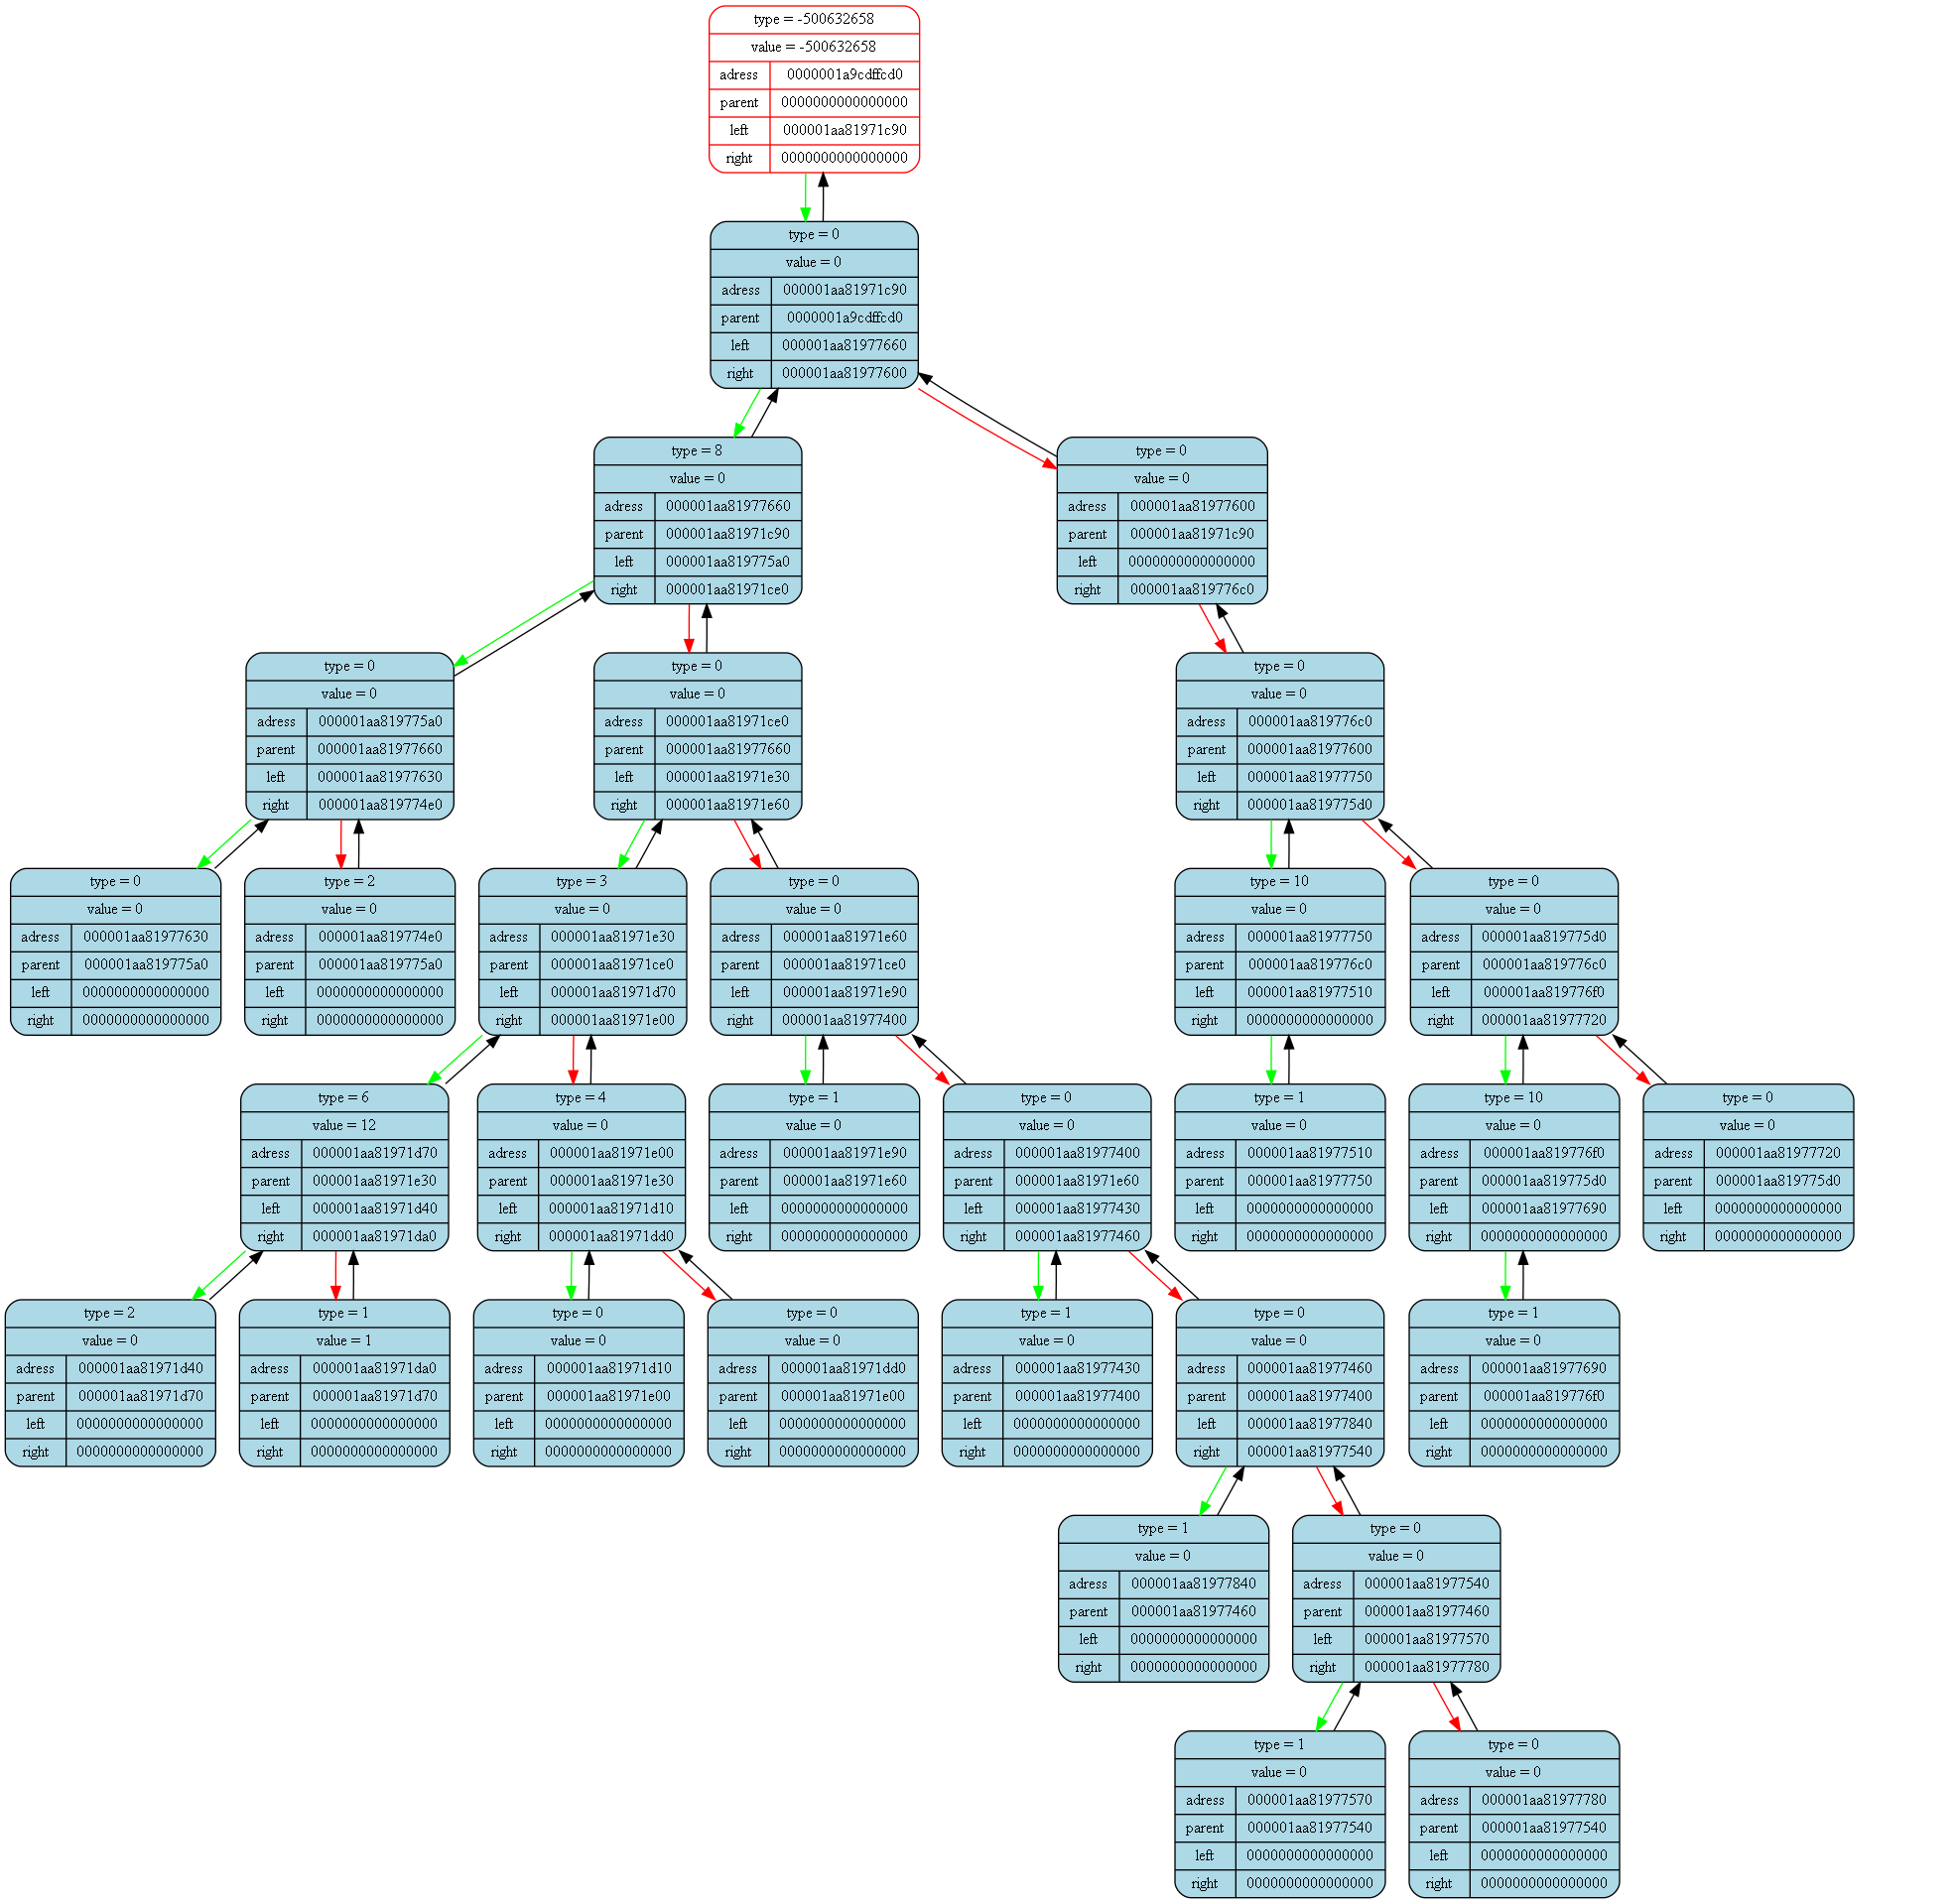 type = -500632658
value = -500632658
adress 0000001a9cdffcd0
parent 0000000000000000
left 000001aa81971c90
right 0000000000000000
type = 0
value = 0
adress 000001aa81971c90
parent 0000001a9cdffcd0
left 000001aa81977660
right 000001aa81977600
type = 8
value = 0
adress 000001aa81977660
parent 000001aa81971c90
left 000001aa819775a0
right 000001aa81971ce0
type = 0
value = 0
adress 000001aa81977600
parent 000001aa81971c90
left 0000000000000000
right 000001aa819776c0
type = 0
value = 0
adress 000001aa819775a0
parent 000001aa81977660
left 000001aa81977630
right 000001aa819774e0
type = 0
value = 0
adress 000001aa81971ce0
parent 000001aa81977660
left 000001aa81971e30
right 000001aa81971e60
type = 0
value = 0
adress 000001aa819776c0
parent 000001aa81977600
left 000001aa81977750
right 000001aa819775d0
type = 0
value = 0
adress 000001aa81977630
parent 000001aa819775a0
left 0000000000000000
right 0000000000000000
type = 2
value = 0
adress 000001aa819774e0
parent 000001aa819775a0
left 0000000000000000
right 0000000000000000
type = 3
value = 0
adress 000001aa81971e30
parent 000001aa81971ce0
left 000001aa81971d70
right 000001aa81971e00
type = 0
value = 0
adress 000001aa81971e60
parent 000001aa81971ce0
left 000001aa81971e90
right 000001aa81977400
type = 10
value = 0
adress 000001aa81977750
parent 000001aa819776c0
left 000001aa81977510
right 0000000000000000
type = 0
value = 0
adress 000001aa819775d0
parent 000001aa819776c0
left 000001aa819776f0
right 000001aa81977720
type = 6
value = 12
adress 000001aa81971d70
parent 000001aa81971e30
left 000001aa81971d40
right 000001aa81971da0
type = 4
value = 0
adress 000001aa81971e00
parent 000001aa81971e30
left 000001aa81971d10
right 000001aa81971dd0
type = 1
value = 0
adress 000001aa81971e90
parent 000001aa81971e60
left 0000000000000000
right 0000000000000000
type = 0
value = 0
adress 000001aa81977400
parent 000001aa81971e60
left 000001aa81977430
right 000001aa81977460
type = 1
value = 0
adress 000001aa81977510
parent 000001aa81977750
left 0000000000000000
right 0000000000000000
type = 10
value = 0
adress 000001aa819776f0
parent 000001aa819775d0
left 000001aa81977690
right 0000000000000000
type = 0
value = 0
adress 000001aa81977720
parent 000001aa819775d0
left 0000000000000000
right 0000000000000000
type = 2
value = 0
adress 000001aa81971d40
parent 000001aa81971d70
left 0000000000000000
right 0000000000000000
type = 1
value = 1
adress 000001aa81971da0
parent 000001aa81971d70
left 0000000000000000
right 0000000000000000
type = 0
value = 0
adress 000001aa81971d10
parent 000001aa81971e00
left 0000000000000000
right 0000000000000000
type = 0
value = 0
adress 000001aa81971dd0
parent 000001aa81971e00
left 0000000000000000
right 0000000000000000
type = 1
value = 0
adress 000001aa81977430
parent 000001aa81977400
left 0000000000000000
right 0000000000000000
type = 0
value = 0
adress 000001aa81977460
parent 000001aa81977400
left 000001aa81977840
right 000001aa81977540
type = 1
value = 0
adress 000001aa81977690
parent 000001aa819776f0
left 0000000000000000
right 0000000000000000
type = 1
value = 0
adress 000001aa81977840
parent 000001aa81977460
left 0000000000000000
right 0000000000000000
type = 0
value = 0
adress 000001aa81977540
parent 000001aa81977460
left 000001aa81977570
right 000001aa81977780
type = 1
value = 0
adress 000001aa81977570
parent 000001aa81977540
left 0000000000000000
right 0000000000000000
type = 0
value = 0
adress 000001aa81977780
parent 000001aa81977540
left 0000000000000000
right 0000000000000000